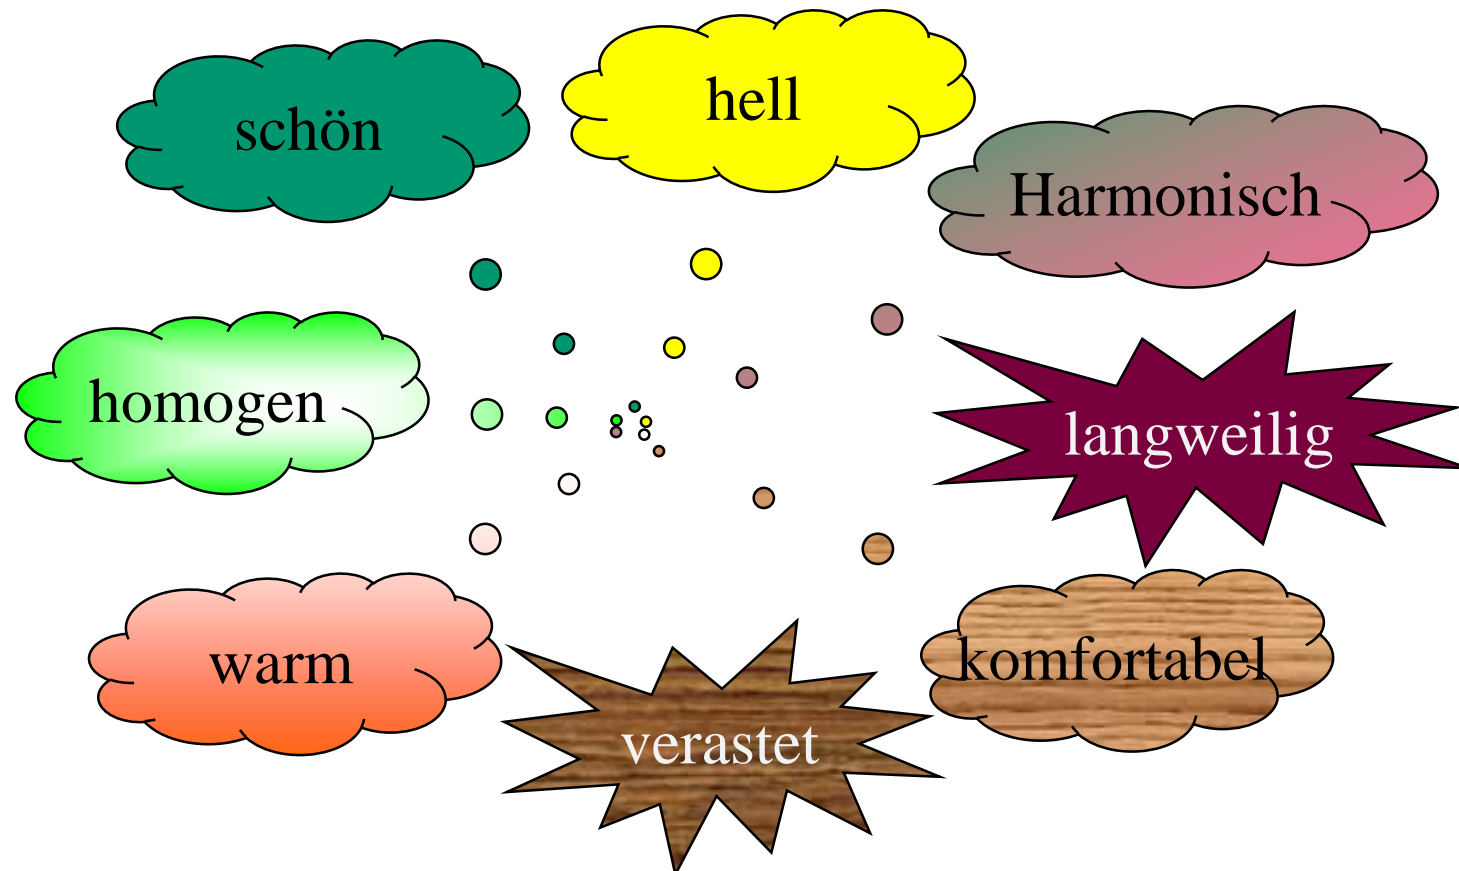 schön
hell
Harmonisch
homogen
langweilig
warm
komfortabel
verastet